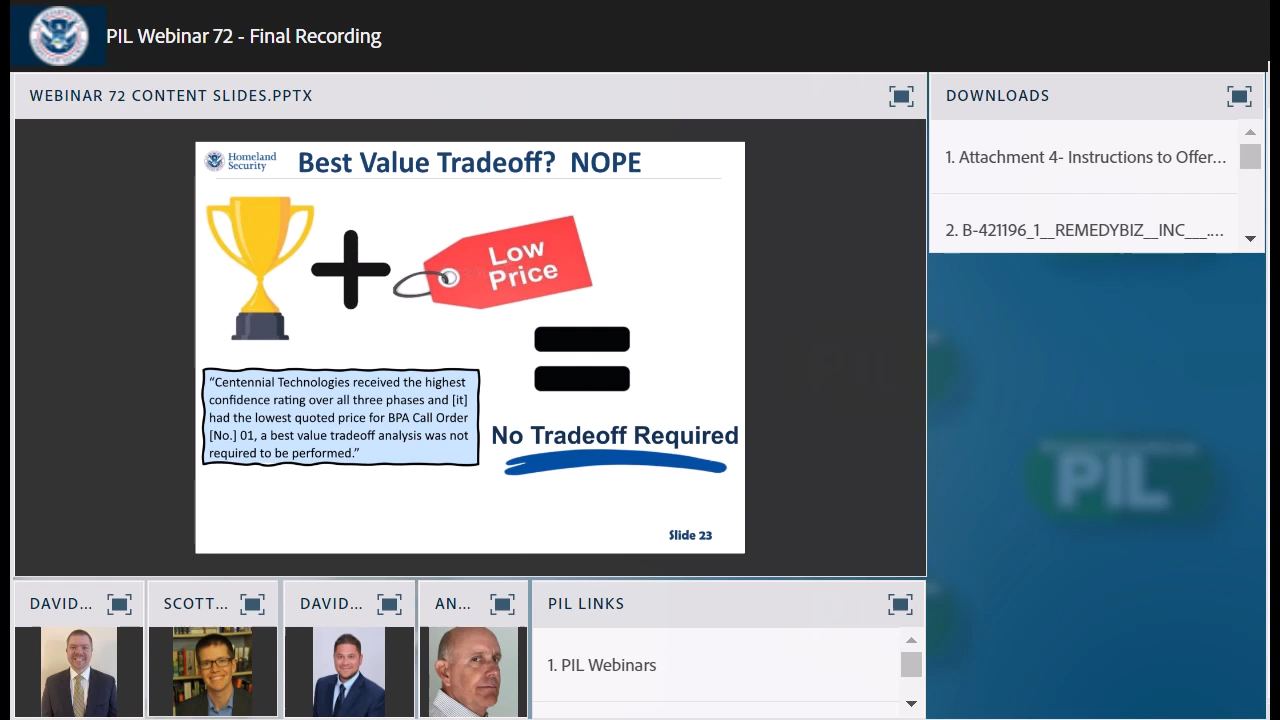 PIL Webinar 72 - Final Recording
WEBINAR 72 CONTENT SLIDES.PPTX
Homeland
Security
Best Value Tradeoff? NOPE
Low
Price
"Centennial Technologies received the highest
confidence rating over all three phases and [it]
had the lowest quoted price for BPA Call Order
[No.] 01, a best value tradeoff analysis was not
required to be performed."
No Tradeoff Required
Slide 23
DOWNLOADS
1. Attachment 4- Instructions to Offer...
2. B-421196_1__REMEDYBIZ__INC___....
PIL
DAVID...
SCOTT...
DAVID...
AN...
PIL LINKS
1. PIL Webinars